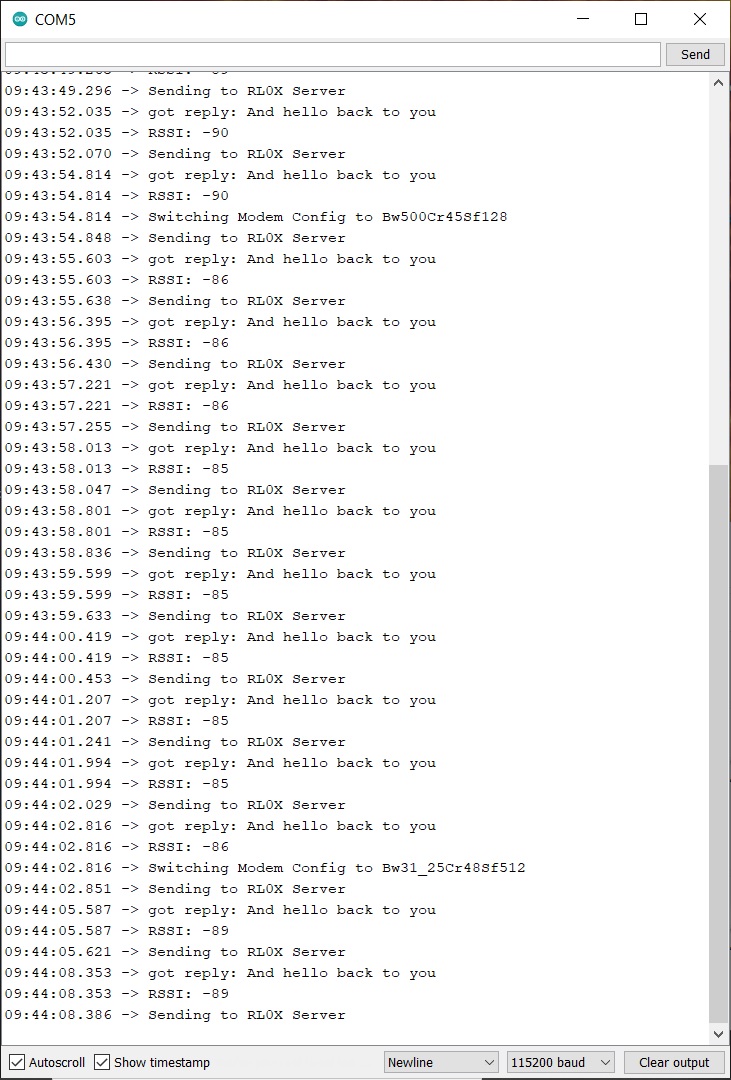 COM5
Send
09:43:49.296 -> Sending to RL0X Server
09:43:52.035 -> got reply: And hello back to you
09:43:52.035 -> RSSI: -90
09:43:52.070 -> Sending to RL0X Server
09:43:54.814 -> got reply: And hello back to you
09:43:54.814 -> RSSI: -90
09:43:54.814 -> Switching Modem Config to Bw500Cr45Sf128
09:43:54.848 -> Sending to RL0X Server
09:43:55.603 -> got reply: And hello back to you
09:43:55.603 -> RSSI: -86
09:43:55.638 -> Sending to RL0X Server
09:43:56.395 -> got reply: And hello back to you
09:43:56.395 -> RSSI: -86
09:43:56.430 -> Sending to RL0X Server
09:43:57.221 -> got reply: And hello back to you
09:43:57.221 -> RSSI: -86
09:43:57.255 -> Sending to RL0X Server
09:43:58.013 -> got reply: And hello back to you
09:43:58.013 -> RSSI: -85
09:43:58.047 -> Sending to RL0X Server
09:43:58.801 -> got reply: And hello back to you
09:43:58.801 -> RSSI: -85
09:43:58.836 -> Sending to RL0X Server
09:43:59.599 -> got reply: And hello back to you
09:43:59.599 -> RSSI: -85
09:43:59.633 -> Sending to RL0X Server
09:44:00.419 -> got reply: And hello back to you
09:44:00.419 -> RSSI: -85
09:44:00.453 -> Sending to RL0X Server
09:44:01.207 -> got reply: And hello back to you
09:44:01.207 -> RSSI: -85
09:44:01.241 -> Sending to RL0X Server
09:44:01.994 -> got reply: And hello back to you
09:44:01.994 -> RSSI: -85
09:44:02.029 -> Sending to RL0X Server
09:44:02.816 -> got reply: And hello back to you
09:44:02.816 -> RSSI: -86
09:44:02.816 -> Switching Modem Config to Bw31_25Cr48Sf512
09:44:02.851 -> Sending to RL0X Server
09:44:05.587 -> got reply: And hello back to you
09:44:05.587 -> RSSI: -89
09:44:05.621 -> Sending to RL0X Server
09:44:08.353 -> got reply: And hello back to you
09:44:08.353 -> RSSI: -89
09:44:08.386 -> Sending to RL0X Server
Autoscroll Show timestamp Newline 115200 baud Clear output